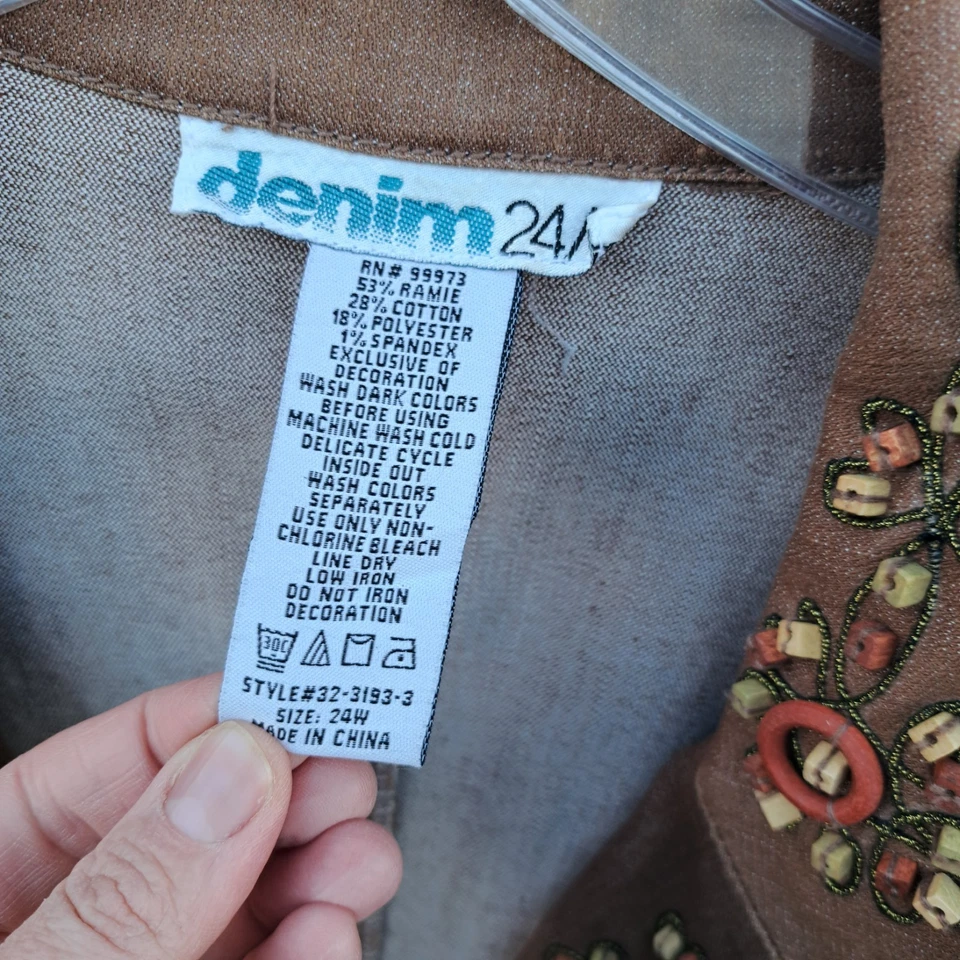 denim 24W
RN# 99973
53% RAMIE
28% COTTON
18% POLYESTER
1% SPANDEX
EXCLUSIVE OF
DECORATION
WASH DARK COLORS
BEFORE USING
MACHINE WASH COLD
DELICATE CYCLE
INSIDE OUT
WASH COLORS
SEPARATELY
USE ONLY NON-
CHLORINE BLEACH
LINE DRY
LOW IRON
DO NOT IRON
DECORATION
30C
STYLE#32-3193-3
SIZE: 24W
MADE IN CHINA